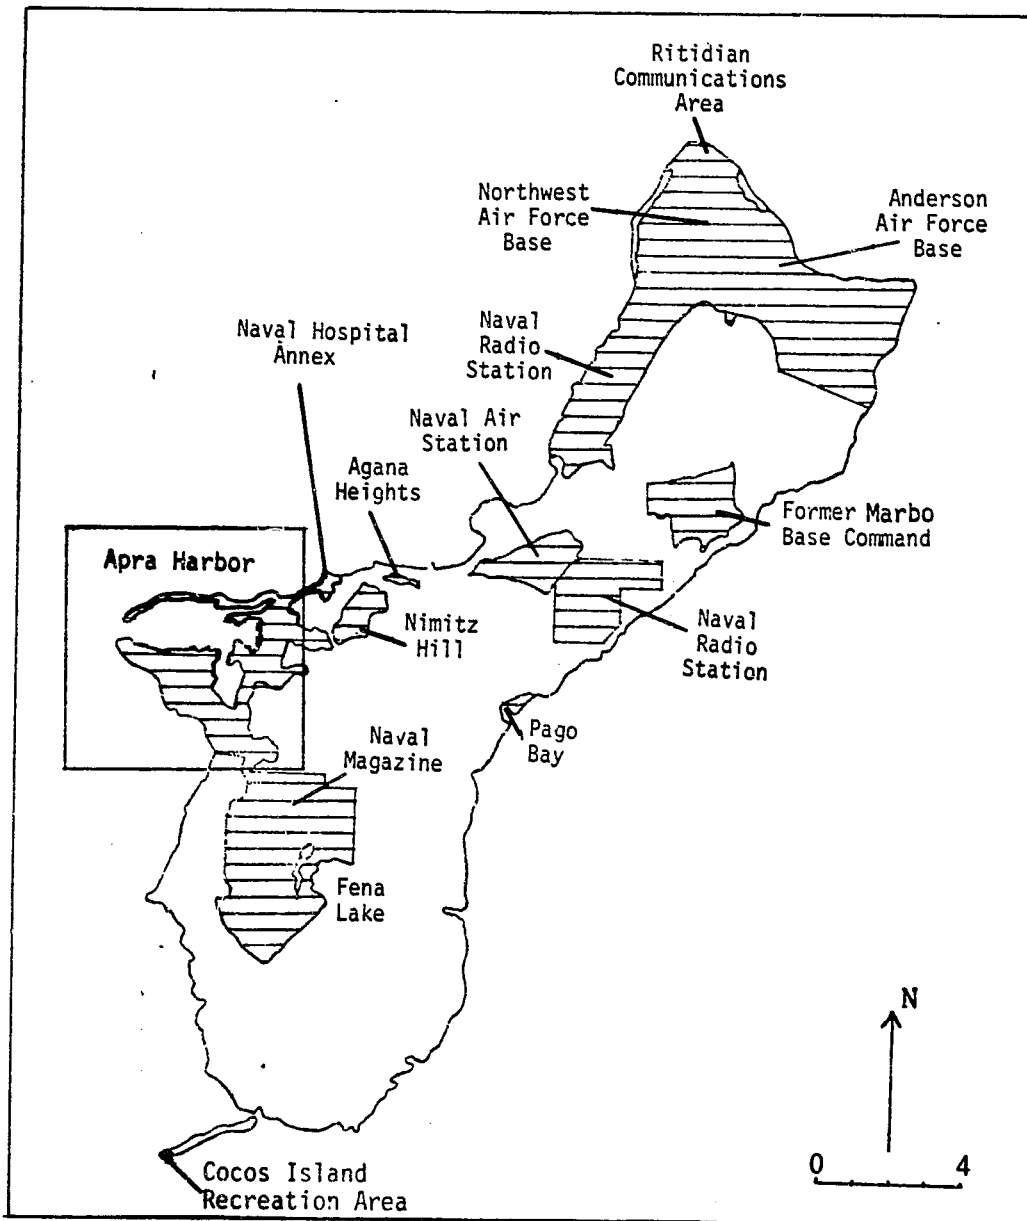 Ritidian
Communications
Area
Northwest
Air Force
Base
Anderson
Air Force
Base
Naval Hospital
Annex
Naval
Radio
Station
Naval Air
Station
Agana
Heights
Former Marbo
Base Command
Apra Harbor
Nimitz
Hill
Naval
Radio
Station
Pago
Bay
Naval
Magazine
Fena
Lake
N
0 4
Cocos Island
Recreation Area